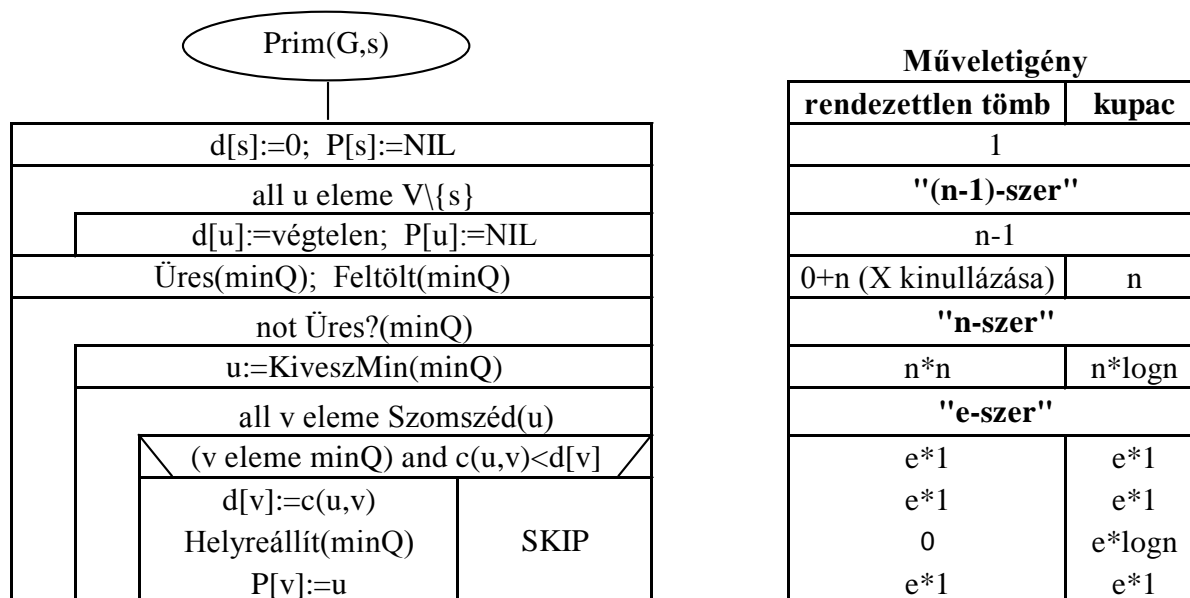 Prim(G,s)
Műveletigény
rendezettlen tömb kupac
d[s]:=0; P[s]:=NIL 1
all u eleme V\{s} "(n-1)-szer"
d[u]:=végtelen; P[u]:=NIL n-1
Üres(minQ); Feltölt(minQ) 0+n (X kinullázása) n
not Üres?(minQ) "n-szer"
u:=KiveszMin(minQ) n*n n*logn
all v eleme Szomszéd(u) "e-szer"
(v eleme minQ) and c(u,v)<d[v] e*1 e*1
d[v]:=c(u,v) e*1 e*1
Helyreállít(minQ) SKIP 0 e*logn
P[v]:=u e*1 e*1